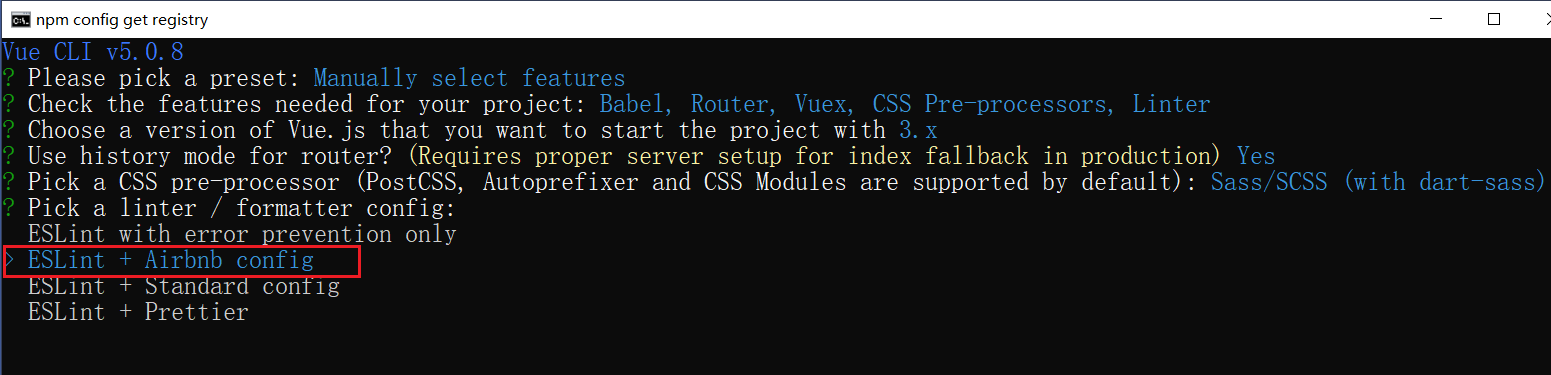 npm config get registry
Vue CLI v5.0.8
? Please pick a preset: Manually select features
? Check the features needed for your project: Babel, Router, Vuex, CSS Pre-processors, Linter
? Choose a version of Vue.js that you want to start the project with 3.x
? Use history mode for router? (Requires proper server setup for index fallback in production) Yes
? Pick a CSS pre-processor (PostCSS, Autoprefixer and CSS Modules are supported by default): Sass/SCSS (with dart-sass)
? Pick a linter / formatter config:
ESLint with error prevention only
> ESLint + Airbnb config
ESLint + Standard config
ESLint + Prettier